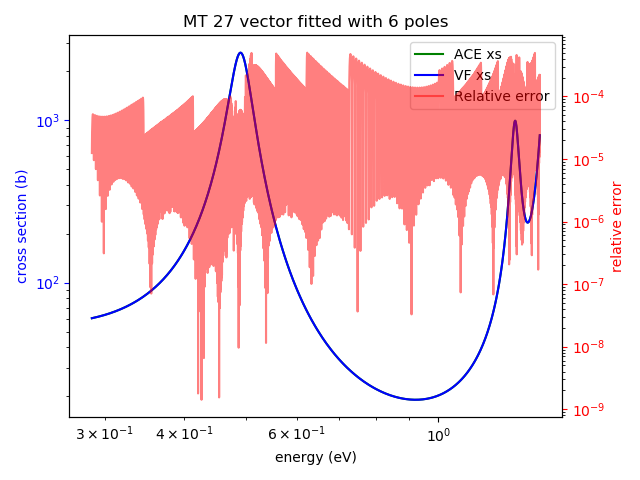 MT 27 vector fitted with 6 poles
ACE xs
VF xs
Relative error
cross section (b)
10³
10²
relative error
10⁻⁴
10⁻⁵
10⁻⁶
10⁻⁷
10⁻⁸
10⁻⁹
3 × 10⁻¹
4 × 10⁻¹
6 × 10⁻¹
10⁰
energy (eV)